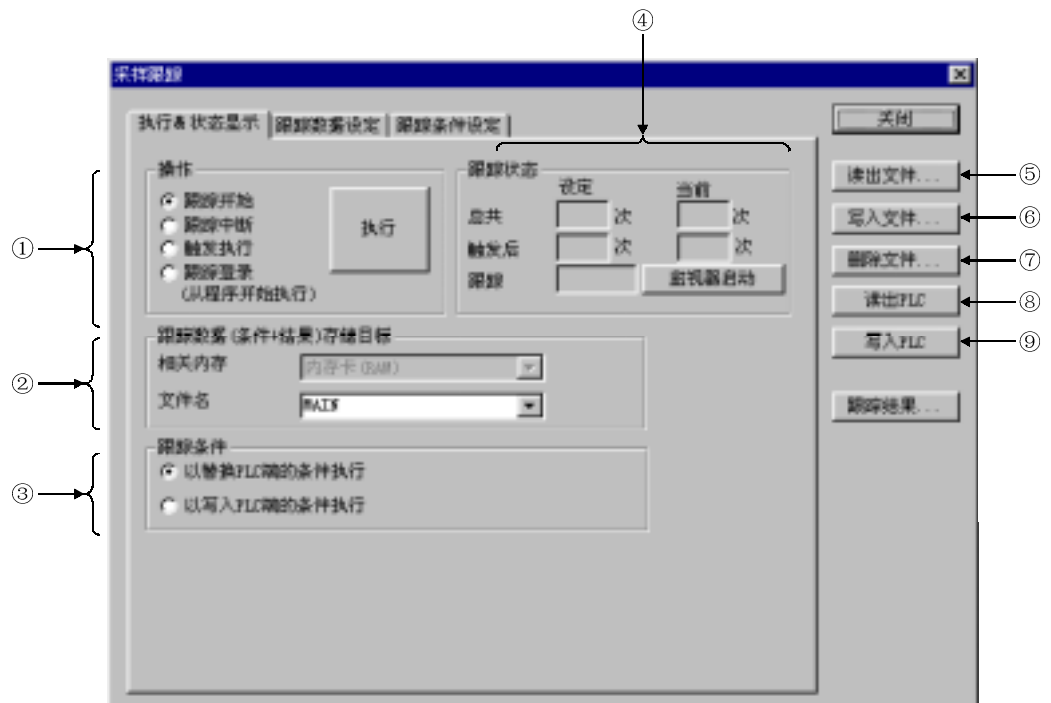 ④
采样跟踪
执行&状态显示 跟踪数据设定 跟踪条件设定
关闭
操作
跟踪开始
跟踪中断
触发执行
跟踪登录
(从程序开始执行)
执行
①
跟踪状态
设定 当前
总共 次 次
触发后 次 次
跟踪 监视器启动
读出文件... ⑤
写入文件... ⑥
删除文件... ⑦
读出PLC ⑧
写入PLC ⑨
跟踪结果...
②
跟踪数据(条件+结果)存储目标
相关内存 内存卡(RAM)
文件名 MAIN
③
跟踪条件
以替换PLC端的条件执行
以写入PLC端的条件执行